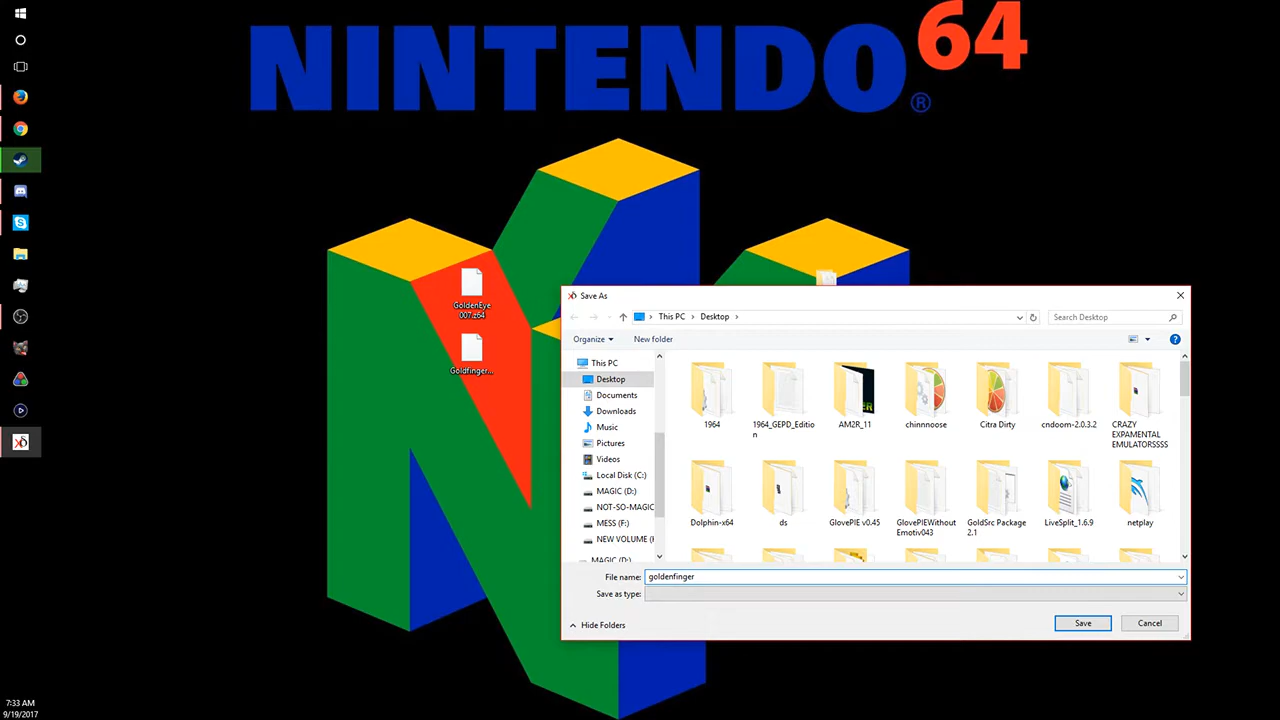 NINTENDO 64
®
GoldenEye
007.z64
Goldfinger...
Save As
This PC
Desktop
Search Desktop
Organize
New folder
This PC
Desktop
Documents
Downloads
Music
Pictures
Videos
Local Disk (C:)
MAGIC (D:)
NOT-SO-MAGIC
MESS (F:)
NEW VOLUME (
MAGIC (D:)
1964
1964_GEPD_Editio
n
AM2R_11
chinnnoose
Citra Dirty
cndoom-2.0.3.2
CRAZY
EXPAMENTAL
EMULATORSSSS
Dolphin-x64
ds
GlovePIE v0.45
GlovePIEWithout
Emotiv043
GoldSrc Package
2.1
LiveSplit_1.6.9
netplay
File name:
goldenfinger
Save as type:
Hide Folders
Save
Cancel
7:33 AM
9/19/2017